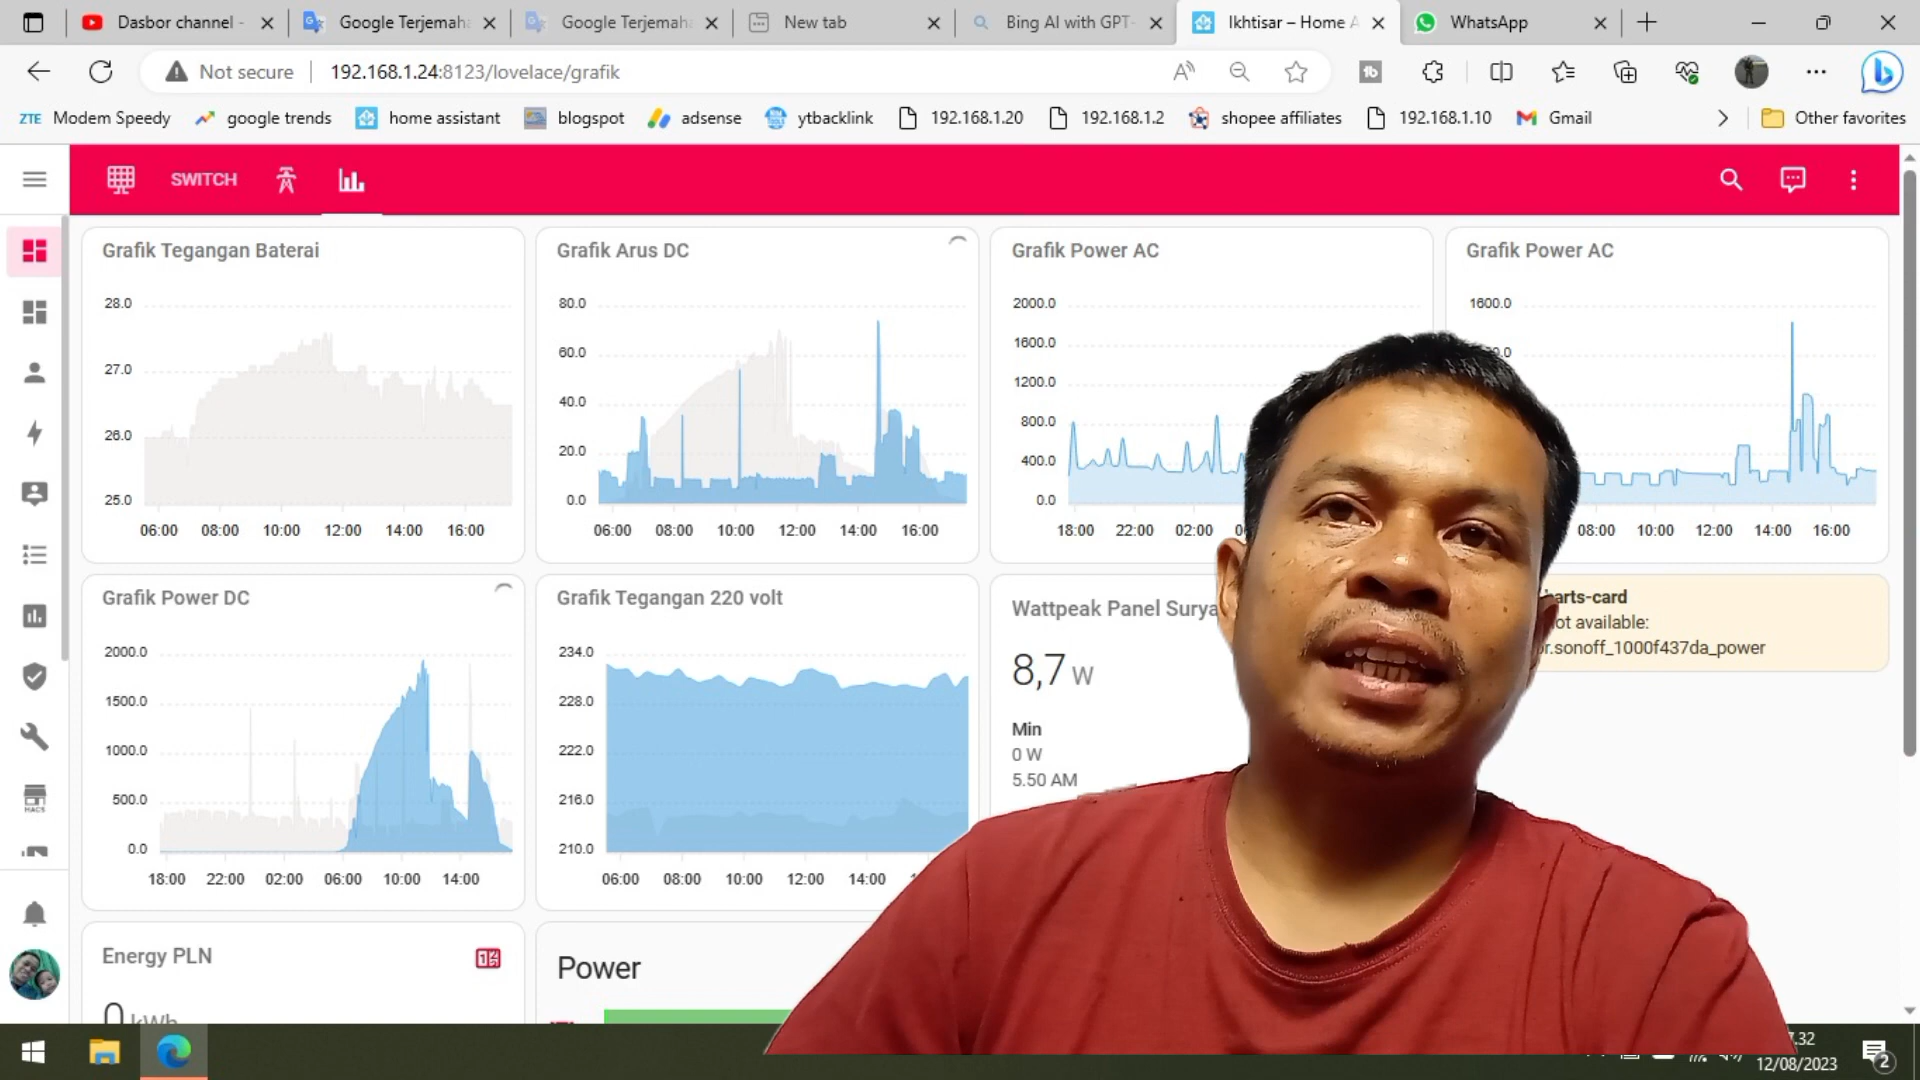 Dasbor channel -
Google Terjemah
Google Terjemah
New tab
Bing AI with GPT-
Ikhtisar – Home A
WhatsApp
Not secure
192.168.1.24:8123/lovelace/grafik
ZTE Modem Speedy
google trends
home assistant
blogspot
adsense
ytbacklink
192.168.1.20
192.168.1.2
shopee affiliates
192.168.1.10
Gmail
Other favorites
SWITCH
Grafik Tegangan Baterai
28.0
27.0
26.0
25.0
06:00 08:00 10:00 12:00 14:00 16:00
Grafik Arus DC
80.0
60.0
40.0
20.0
0.0
06:00 08:00 10:00 12:00 14:00 16:00
Grafik Power AC
2000.0
1600.0
1200.0
800.0
400.0
0.0
18:00 22:00 02:00
Grafik Power AC
1600.0
08:00 10:00 12:00 14:00 16:00
Grafik Power DC
2000.0
1500.0
1000.0
500.0
0.0
18:00 22:00 02:00 06:00 10:00 14:00
Grafik Tegangan 220 volt
234.0
228.0
222.0
216.0
210.0
06:00 08:00 10:00 12:00 14:00
Wattpeak Panel Surya
8,7 W
Min
0 W
5.50 AM
arts-card
ot available:
r.sonoff_1000f437da_power
HACS
Energy PLN
0 kWh
Power
.32
12/08/2023
2